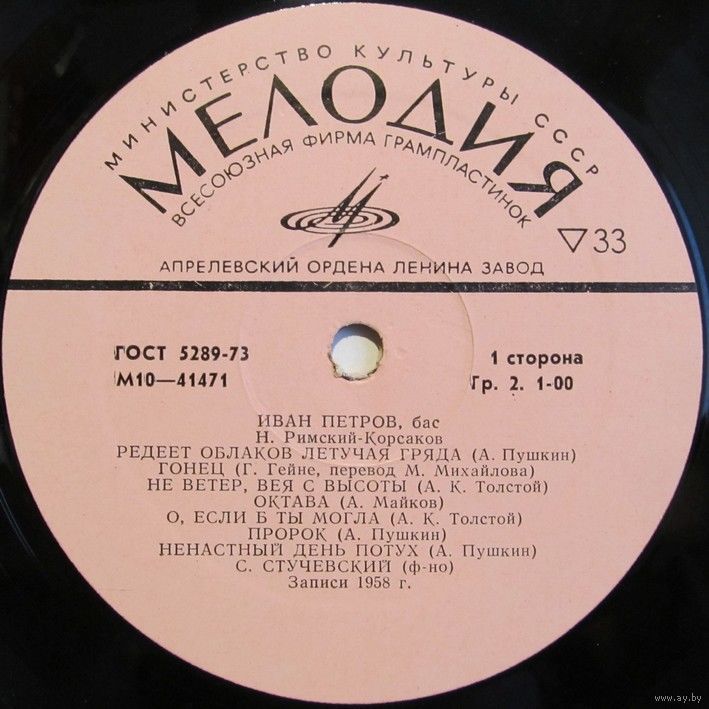 МИНИСТЕРСТВО КУЛЬТУРЫ СССР
МЕЛОДИЯ
ВСЕСОЮЗНАЯ ФИРМА ГРАМПЛАСТИНОК
▽33
АПРЕЛЕВСКИЙ ОРДЕНА ЛЕНИНА ЗАВОД
ГОСТ 5289-73
М10—41471
1 сторона
Гр. 2. 1-00
ИВАН ПЕТРОВ, бас
Н. Римский-Корсаков
РЕДЕЕТ ОБЛАКОВ ЛЕТУЧАЯ ГРЯДА (А. Пушкин)
ГОНЕЦ (Г. Гейне, перевод М. Михайлова)
НЕ ВЕТЕР, ВЕЯ С ВЫСОТЫ (А. К. Толстой)
ОКТАВА (А. Майков)
О, ЕСЛИ Б ТЫ МОГЛА (А. К. Толстой)
ПРОРОК (А. Пушкин)
НЕНАСТНЫЙ ДЕНЬ ПОТУХ (А. Пушкин)
С. СТУЧЕВСКИЙ (ф-но)
Записи 1958 г.
www.ay.by